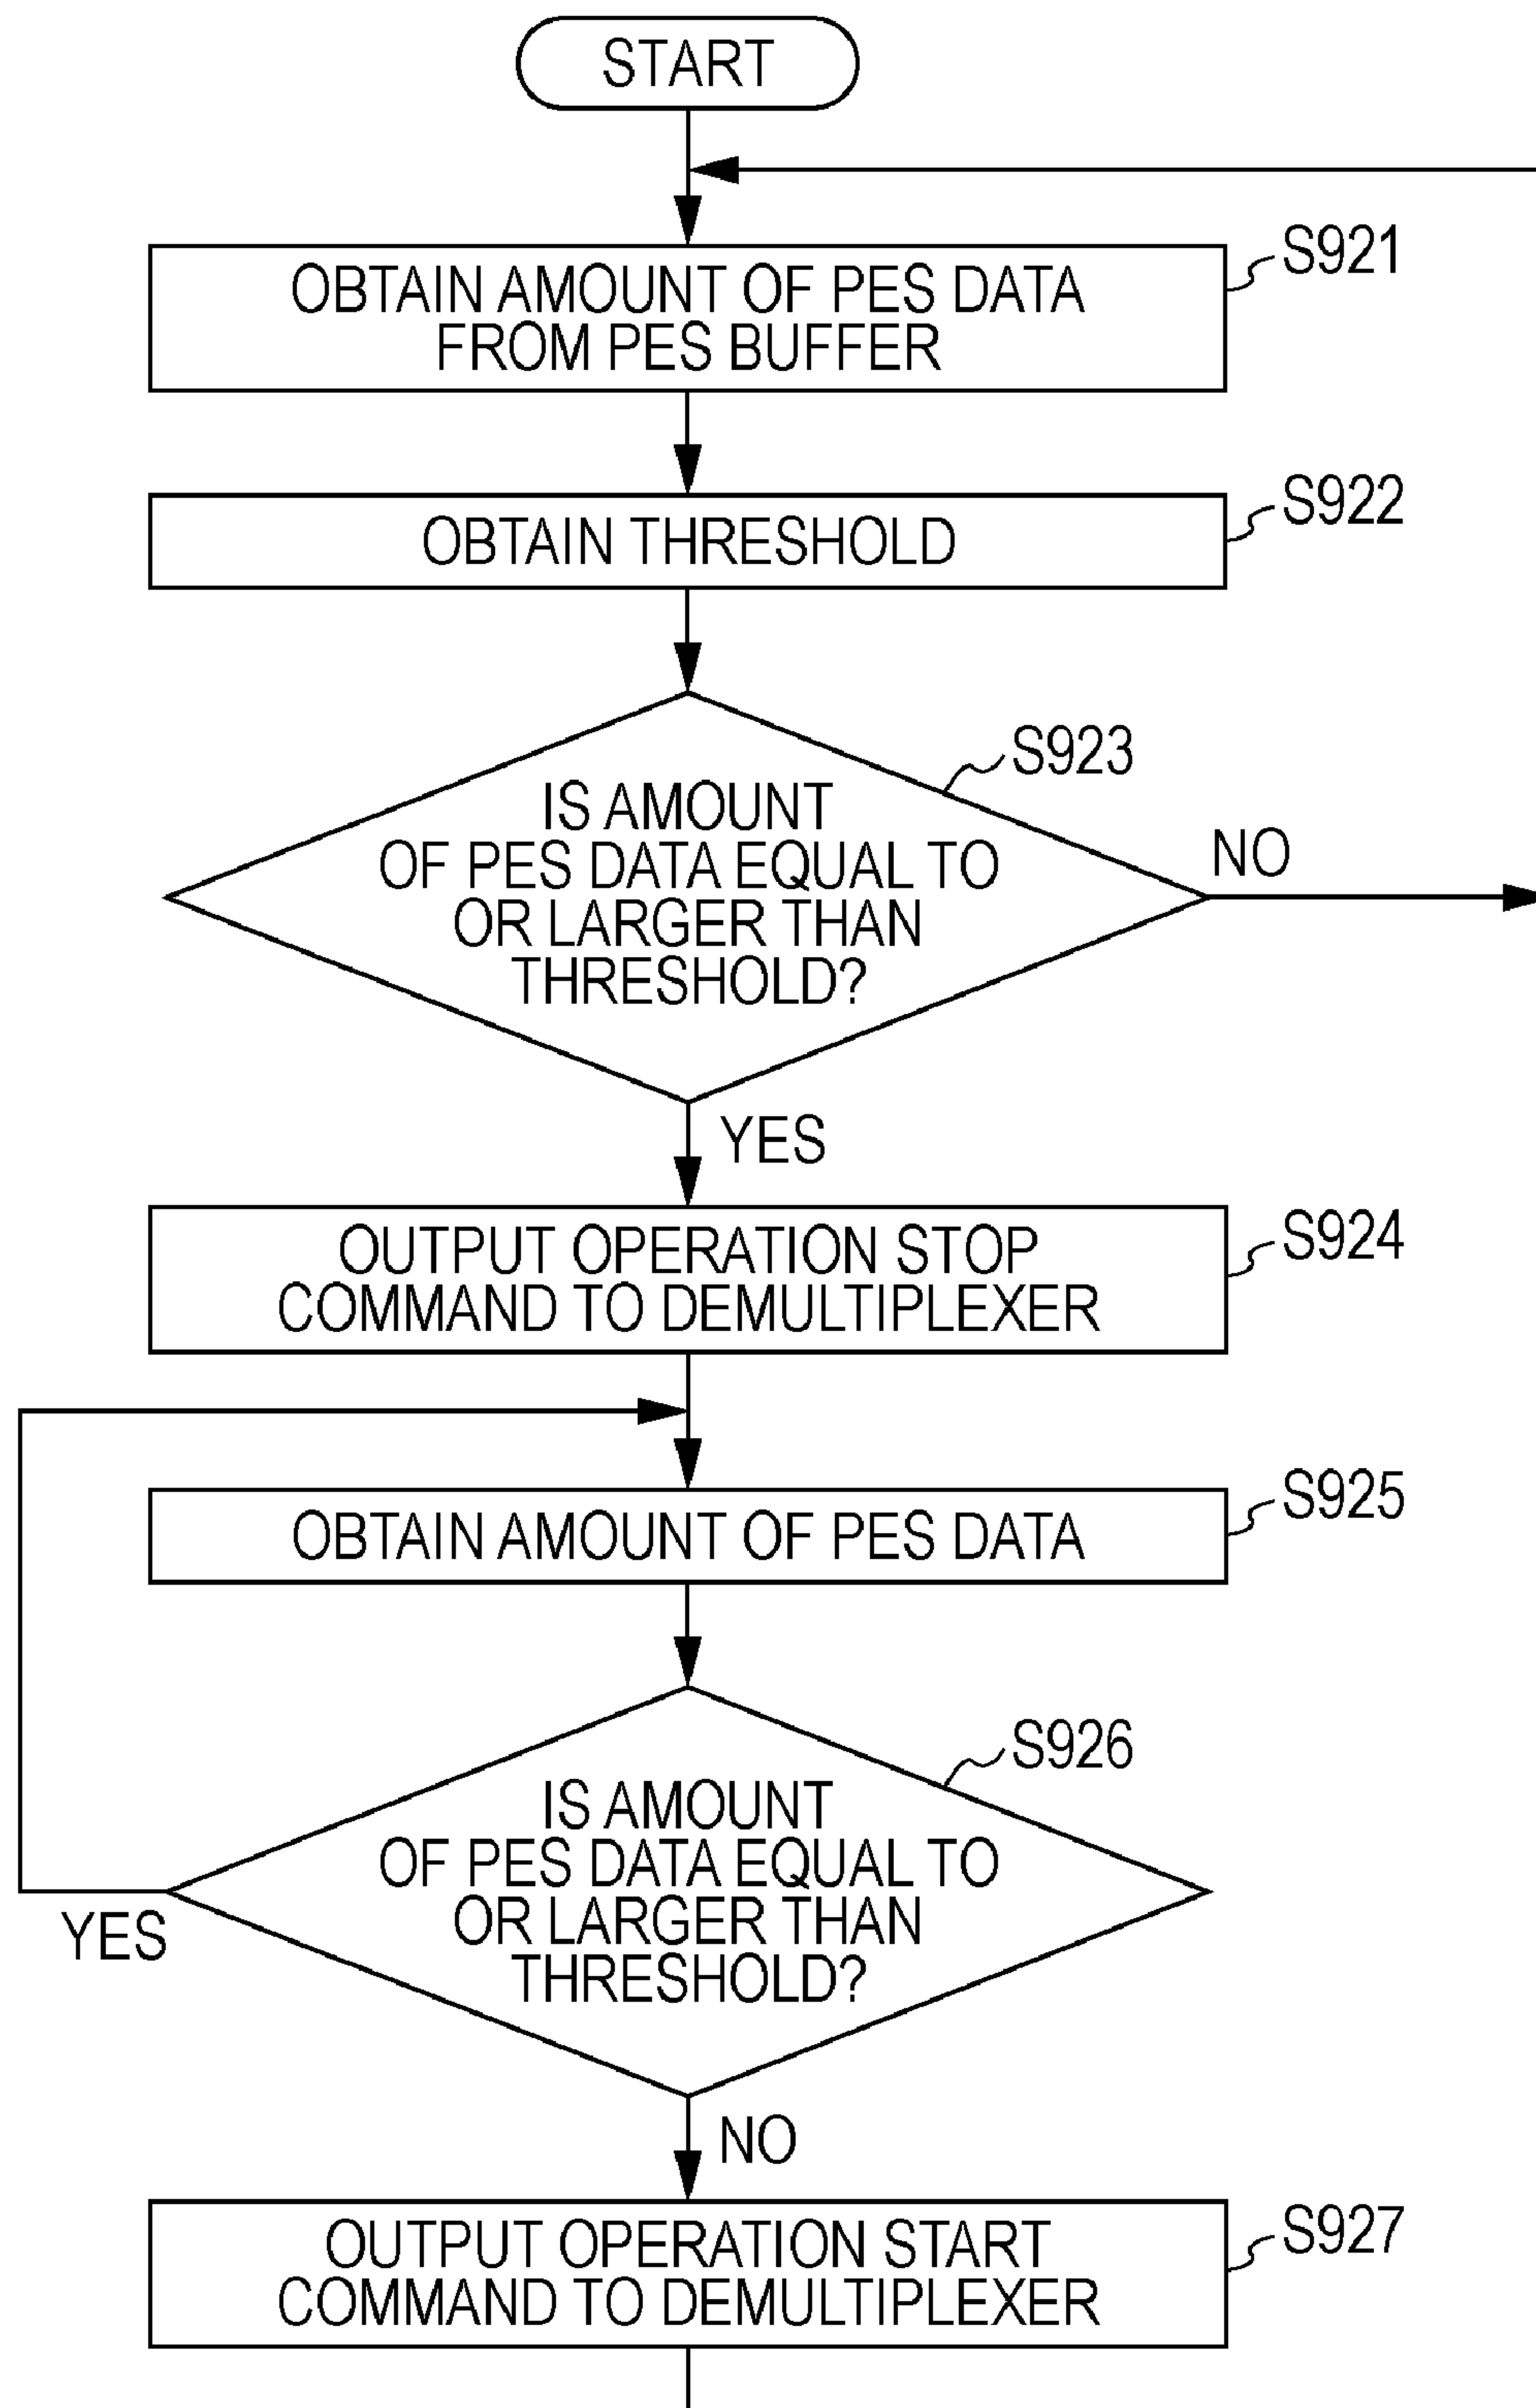 START
S921
OBTAIN AMOUNT OF PES DATA
FROM PES BUFFER
S922
OBTAIN THRESHOLD
S923
IS AMOUNT
OF PES DATA EQUAL TO
OR LARGER THAN
THRESHOLD?
NO
YES
S924
OUTPUT OPERATION STOP
COMMAND TO DEMULTIPLEXER
S925
OBTAIN AMOUNT OF PES DATA
S926
IS AMOUNT
OF PES DATA EQUAL TO
OR LARGER THAN
THRESHOLD?
YES
NO
S927
OUTPUT OPERATION START
COMMAND TO DEMULTIPLEXER